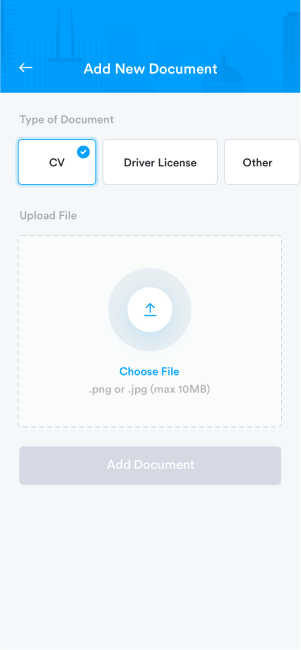 Add New Document
Type of Document
CV
Driver License
Other
Upload File
Choose File
.png or .jpg (max 10MB)
Add Document